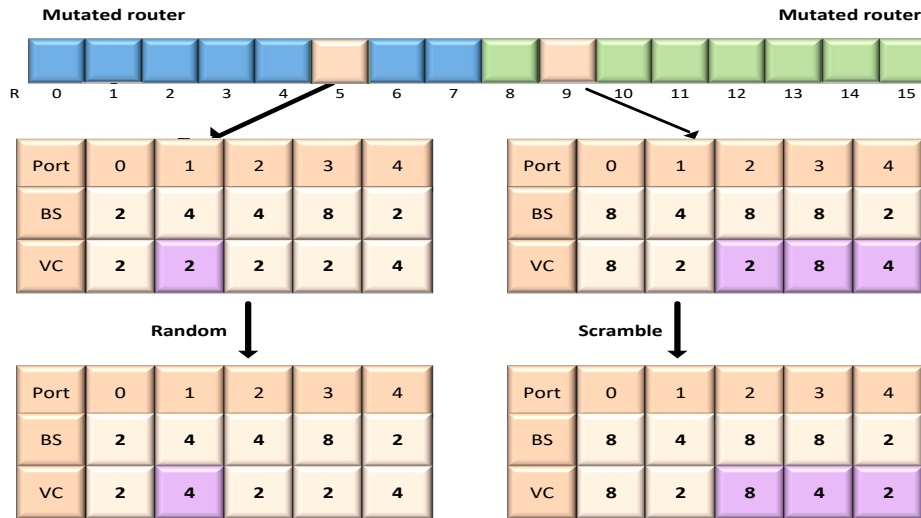 Mutated router Mutated router
R 0 1 2 3 4 5 6 7 8 9 10 11 12 13 14 15
Port 0 1 2 3 4
BS 2 4 4 8 2
VC 2 2 2 2 4
Port 0 1 2 3 4
BS 8 4 8 8 2
VC 8 2 2 8 4
Random
Scramble
Port 0 1 2 3 4
BS 2 4 4 8 2
VC 2 4 2 2 4
Port 0 1 2 3 4
BS 8 4 8 8 2
VC 8 2 8 4 2